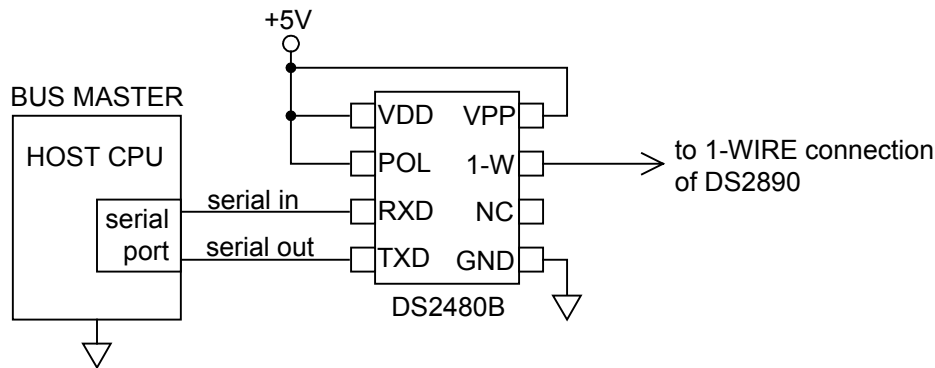 +5V
BUS MASTER
HOST CPU
serial port
serial in
serial out
VDD
VPP
POL
1-W
RXD
NC
TXD
GND
DS2480B
to 1-WIRE connection
of DS2890